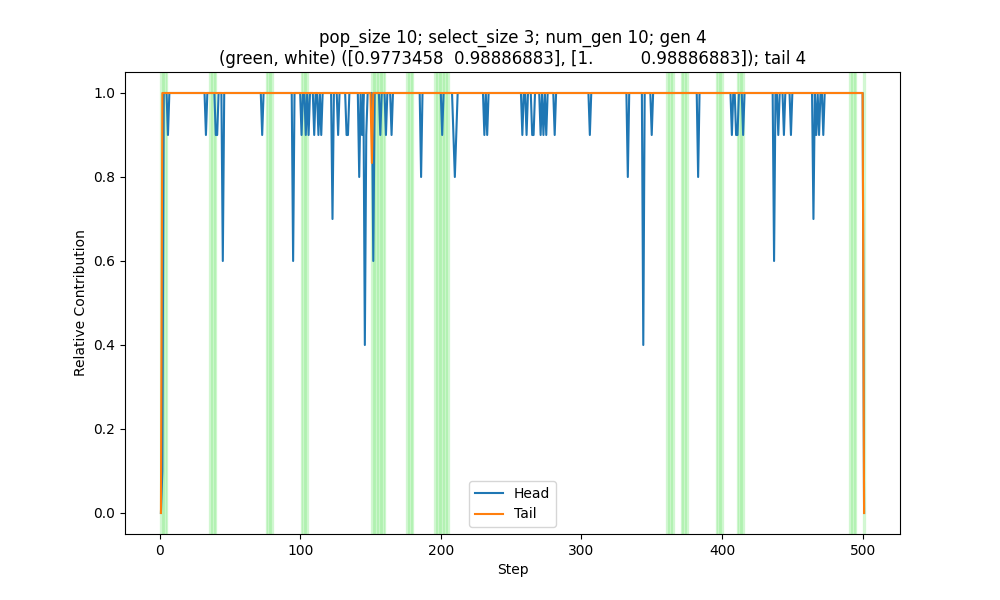 pop_size 10; select_size 3; num_gen 10; gen 4
(green, white) ([0.9773458  0.98886883], [1.         0.98886883]); tail 4
1.0
0.8
0.6
0.4
0.2
0.0
Relative Contribution
Head
Tail
0
100
200
300
400
500
Step